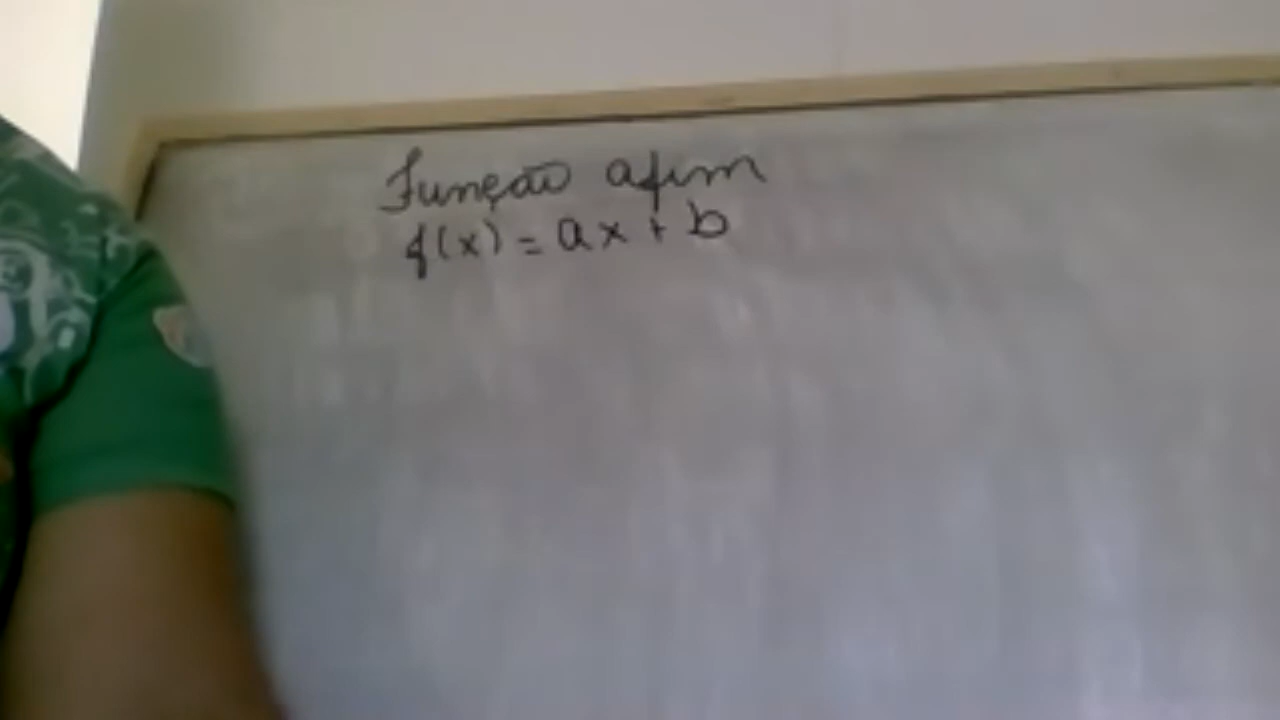 Função afim
f(x) = ax + b